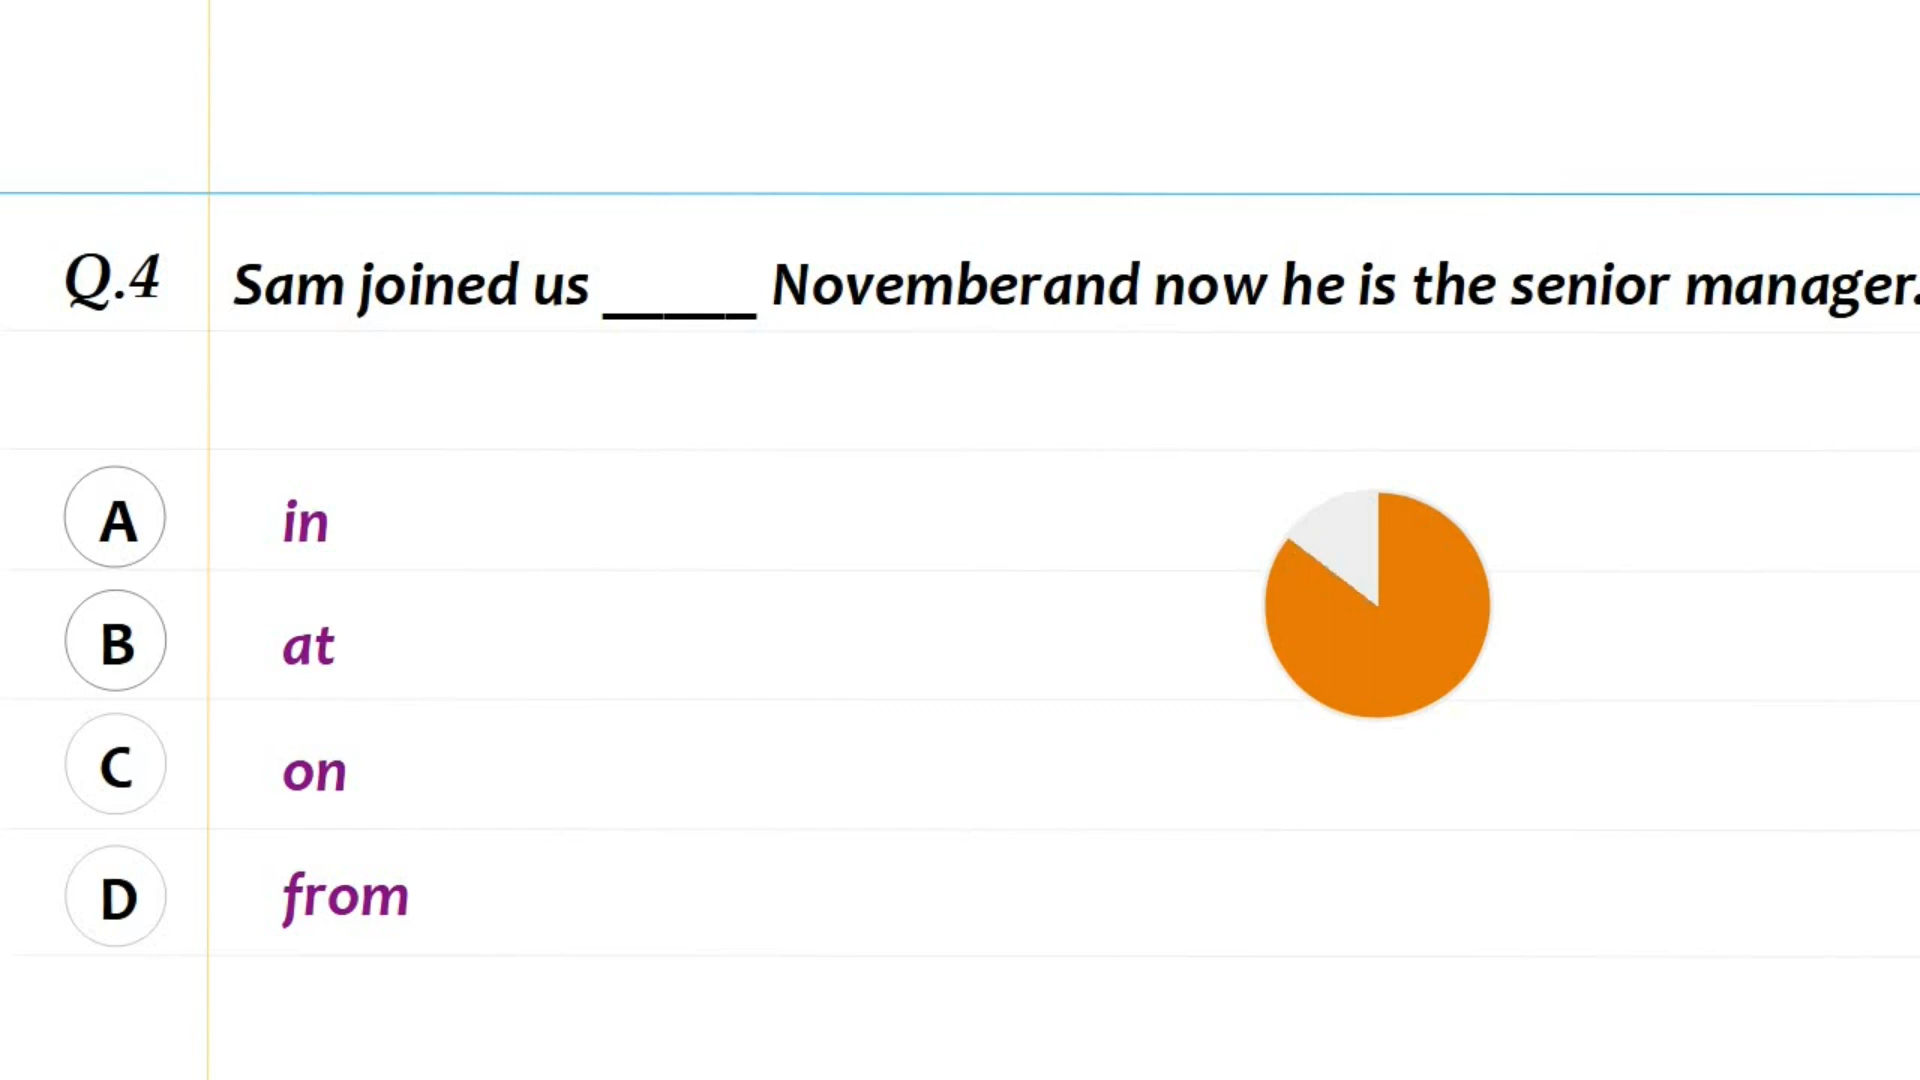 Q.4 Sam joined us _____ Novemberand now he is the senior manager.
A in
B at
C on
D from